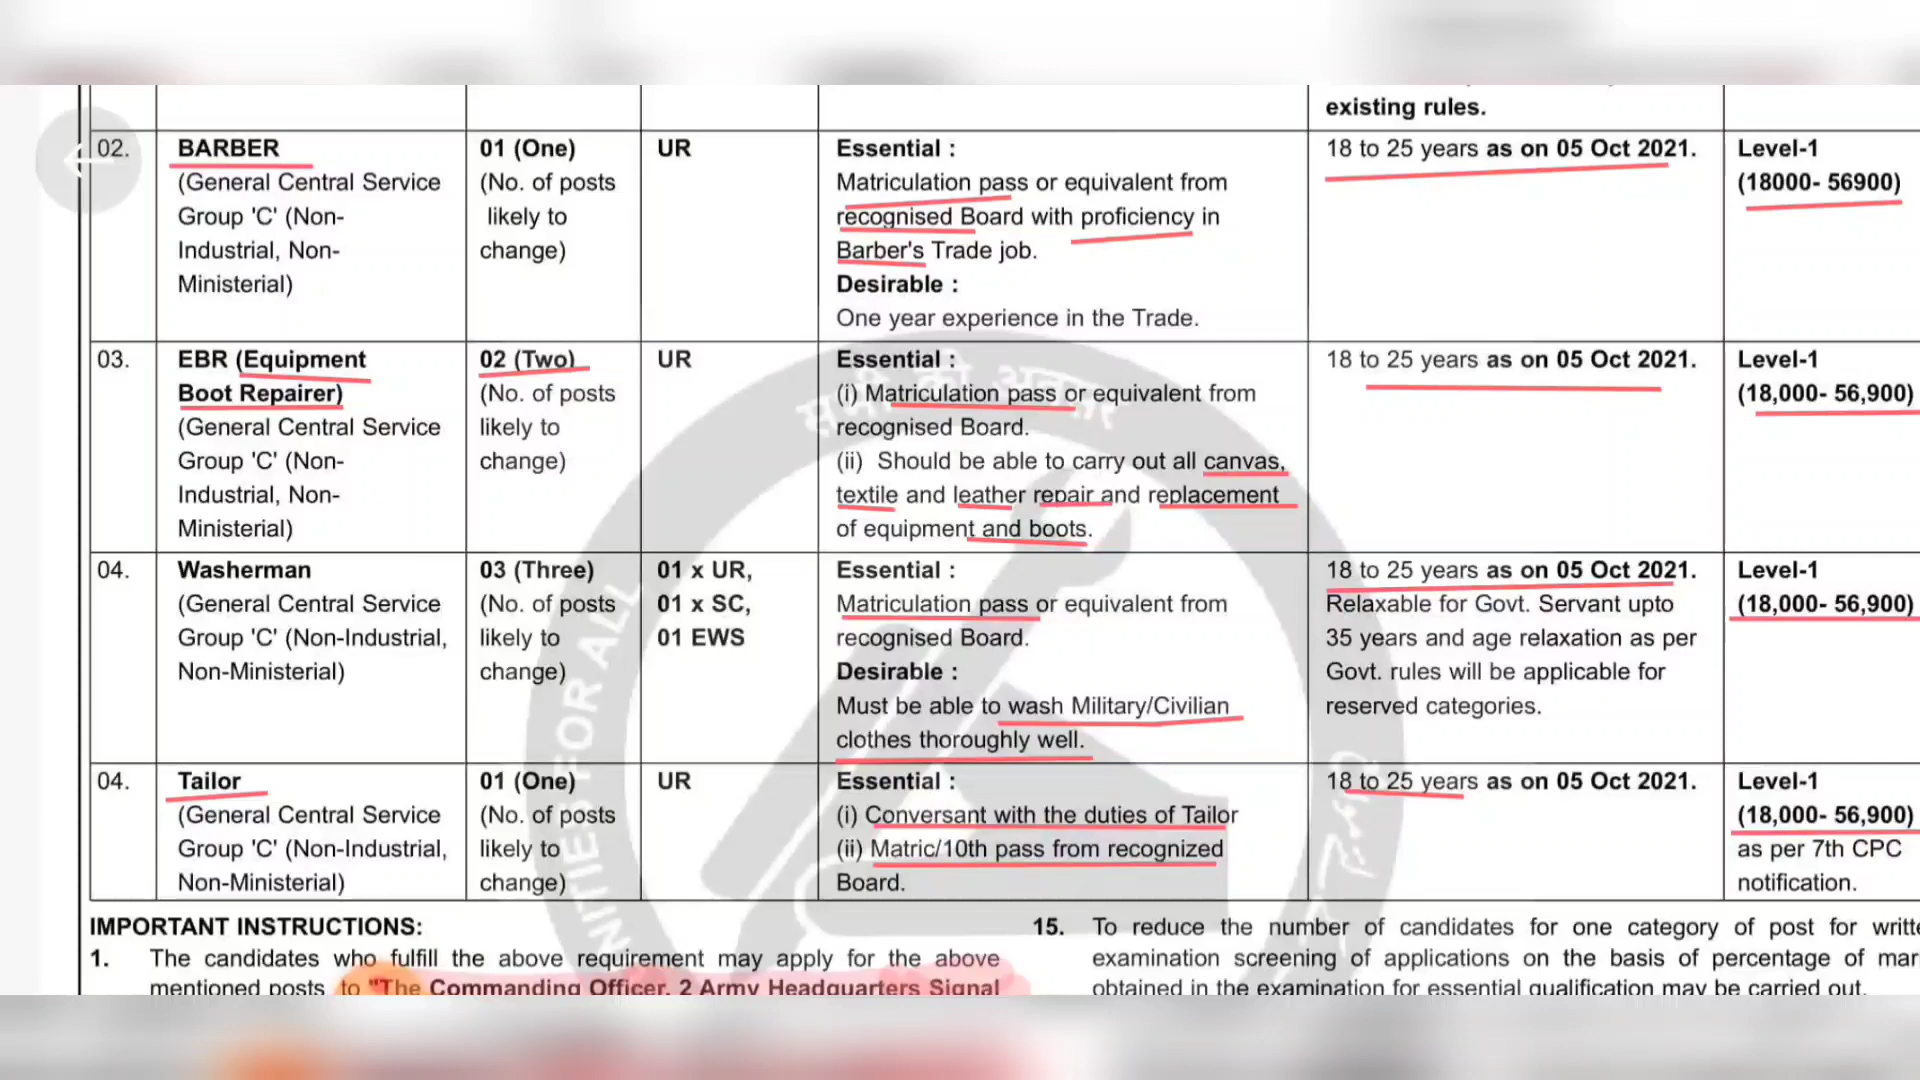 existing rules.
02.
BARBER
(General Central Service
Group 'C' (Non-
Industrial, Non-
Ministerial)
01 (One)
(No. of posts
likely to
change)
UR
Essential :
Matriculation pass or equivalent from
recognised Board with proficiency in
Barber's Trade job.
Desirable :
One year experience in the Trade.
18 to 25 years as on 05 Oct 2021.
Level-1
(18000- 56900)
03.
EBR (Equipment
Boot Repairer)
(General Central Service
Group 'C' (Non-
Industrial, Non-
Ministerial)
02 (Two)
(No. of posts
likely to
change)
UR
Essential :
(i) Matriculation pass or equivalent from
recognised Board.
(ii) Should be able to carry out all canvas,
textile and leather repair and replacement
of equipment and boots.
18 to 25 years as on 05 Oct 2021.
Level-1
(18,000- 56,900)
04.
Washerman
(General Central Service
Group 'C' (Non-Industrial,
Non-Ministerial)
03 (Three)
(No. of posts
likely to
change)
01 x UR,
01 x SC,
01 EWS
Essential :
Matriculation pass or equivalent from
recognised Board.
Desirable :
Must be able to wash Military/Civilian
clothes thoroughly well.
18 to 25 years as on 05 Oct 2021.
Relaxable for Govt. Servant upto
35 years and age relaxation as per
Govt. rules will be applicable for
reserved categories.
Level-1
(18,000- 56,900)
04.
Tailor
(General Central Service
Group 'C' (Non-Industrial,
Non-Ministerial)
01 (One)
(No. of posts
likely to
change)
UR
Essential :
(i) Conversant with the duties of Tailor
(ii) Matric/10th pass from recognized
Board.
18 to 25 years as on 05 Oct 2021.
Level-1
(18,000- 56,900)
as per 7th CPC
notification.
FOR ALL
IMPORTANT INSTRUCTIONS:
1. The candidates who fulfill the above requirement may apply for the above
mentioned posts to "The Commanding Officer, 2 Army Headquarters Signal
15. To reduce the number of candidates for one category of post for
examination screening of applications on the basis of percentage of
obtained in the examination for essential qualification may be carried out.